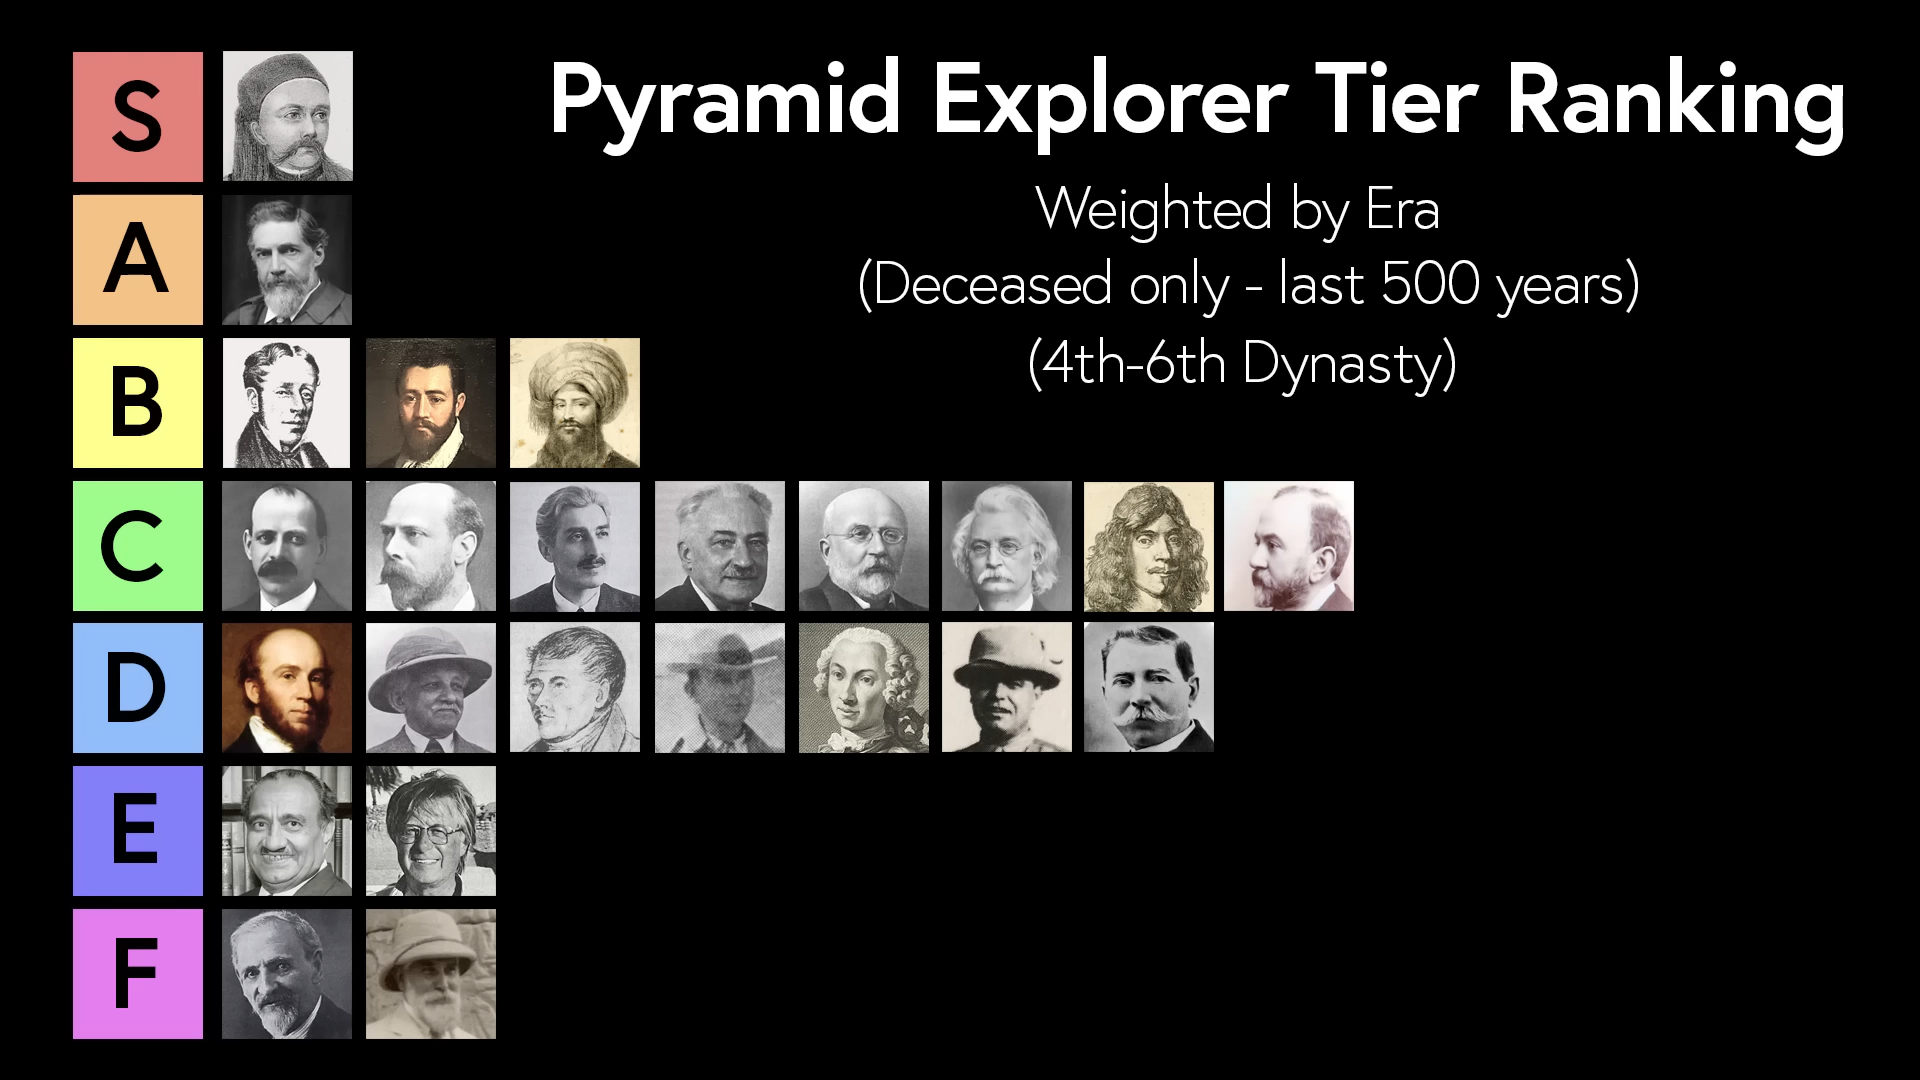 S
Pyramid Explorer Tier Ranking
Weighted by Era
(Deceased only - last 500 years)
(4th-6th Dynasty)
A
B
C
D
E
F